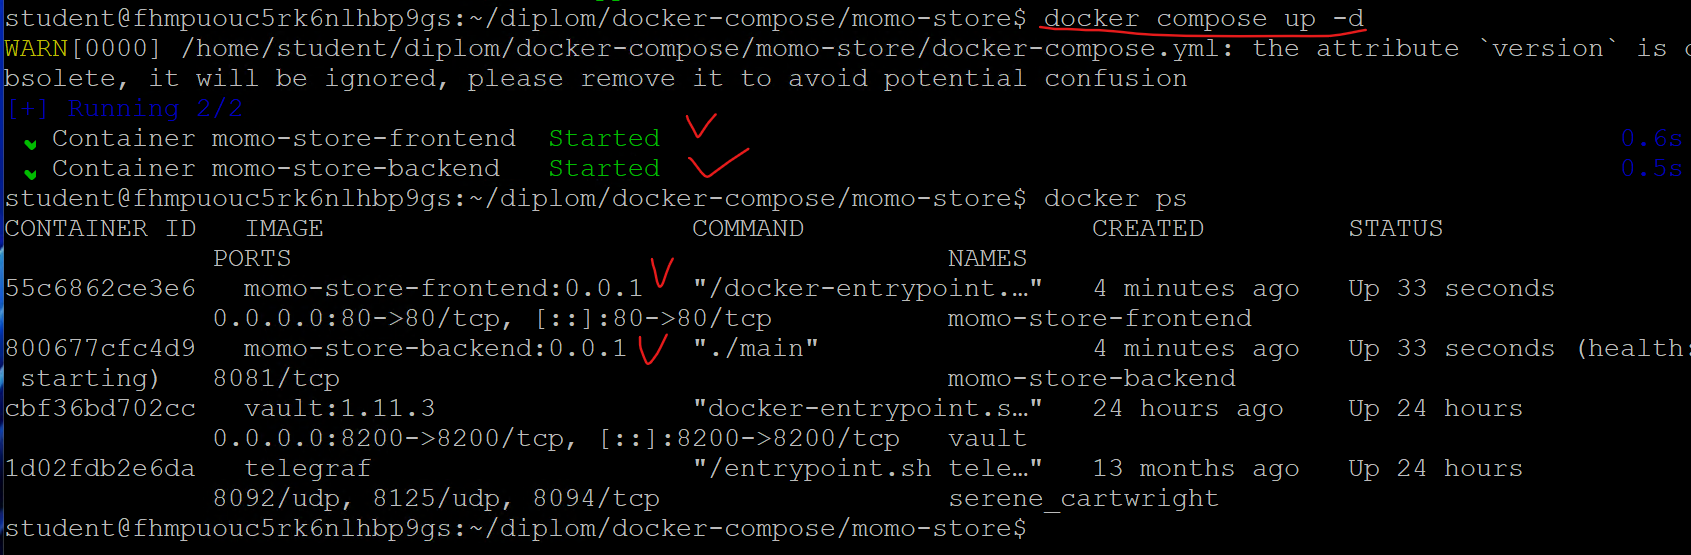 student@fhmpuouc5rk6nlhbp9gs:~/diplom/docker-compose/momo-store$ docker compose up -d
WARN[0000] /home/student/diplom/docker-compose/momo-store/docker-compose.yml: the attribute `version` is o
bsolete, it will be ignored, please remove it to avoid potential confusion
[+] Running 2/2
Container momo-store-frontend  Started  0.6s
Container momo-store-backend   Started  0.5s
student@fhmpuouc5rk6nlhbp9gs:~/diplom/docker-compose/momo-store$ docker ps
CONTAINER ID   IMAGE                       COMMAND                  CREATED         STATUS
             PORTS                                         NAMES
55c6862ce3e6   momo-store-frontend:0.0.1   "/docker-entrypoint.…"   4 minutes ago   Up 33 seconds
             0.0.0.0:80->80/tcp, [::]:80->80/tcp           momo-store-frontend
800677cfc4d9   momo-store-backend:0.0.1    "./main"                 4 minutes ago   Up 33 seconds (health:
 starting)   8081/tcp                                      momo-store-backend
cbf36bd702cc   vault:1.11.3                "docker-entrypoint.s…"   24 hours ago    Up 24 hours
             0.0.0.0:8200->8200/tcp, [::]:8200->8200/tcp   vault
1d02fdb2e6da   telegraf                    "/entrypoint.sh tele…"   13 months ago   Up 24 hours
             8092/udp, 8125/udp, 8094/tcp                  serene_cartwright
student@fhmpuouc5rk6nlhbp9gs:~/diplom/docker-compose/momo-store$